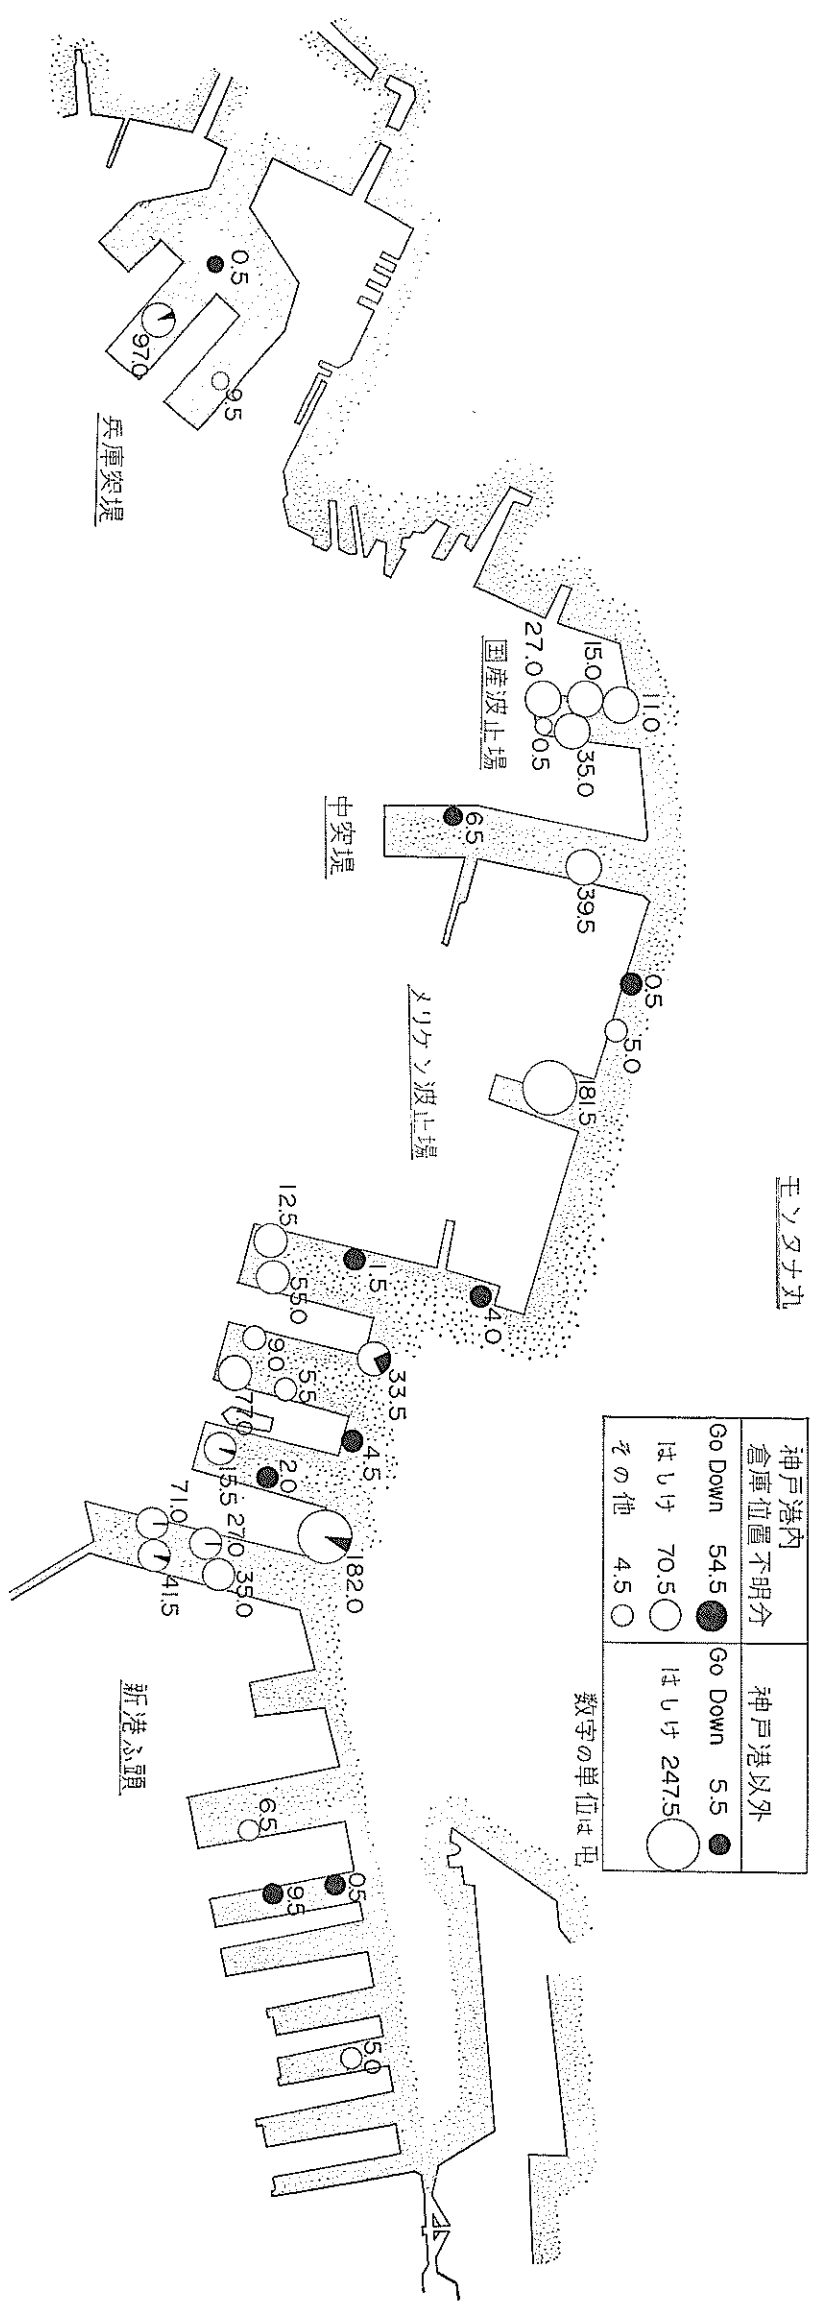 モンタナ丸
神戸港内
倉庫位置不明分
Go Down 54.5
はしけ 70.5
その他 4.5
神戸港以外
Go Down 5.5
はしけ 247.5
数字の単位は屯
0.5
97.0
9.5
兵庫突堤
27.0
15.0
11.0
0.5
35.0
国産波止場
6.5
39.5
中突堤
0.5
5.0
181.5
メリケン波止場
12.5
55.0
1.5
4.0
9.0
5.5
33.5
77.0
4.5
15.5
2.0
182.0
71.0
27.0
41.5
35.0
新港ふ頭
6.5
9.5
0.5
5.0